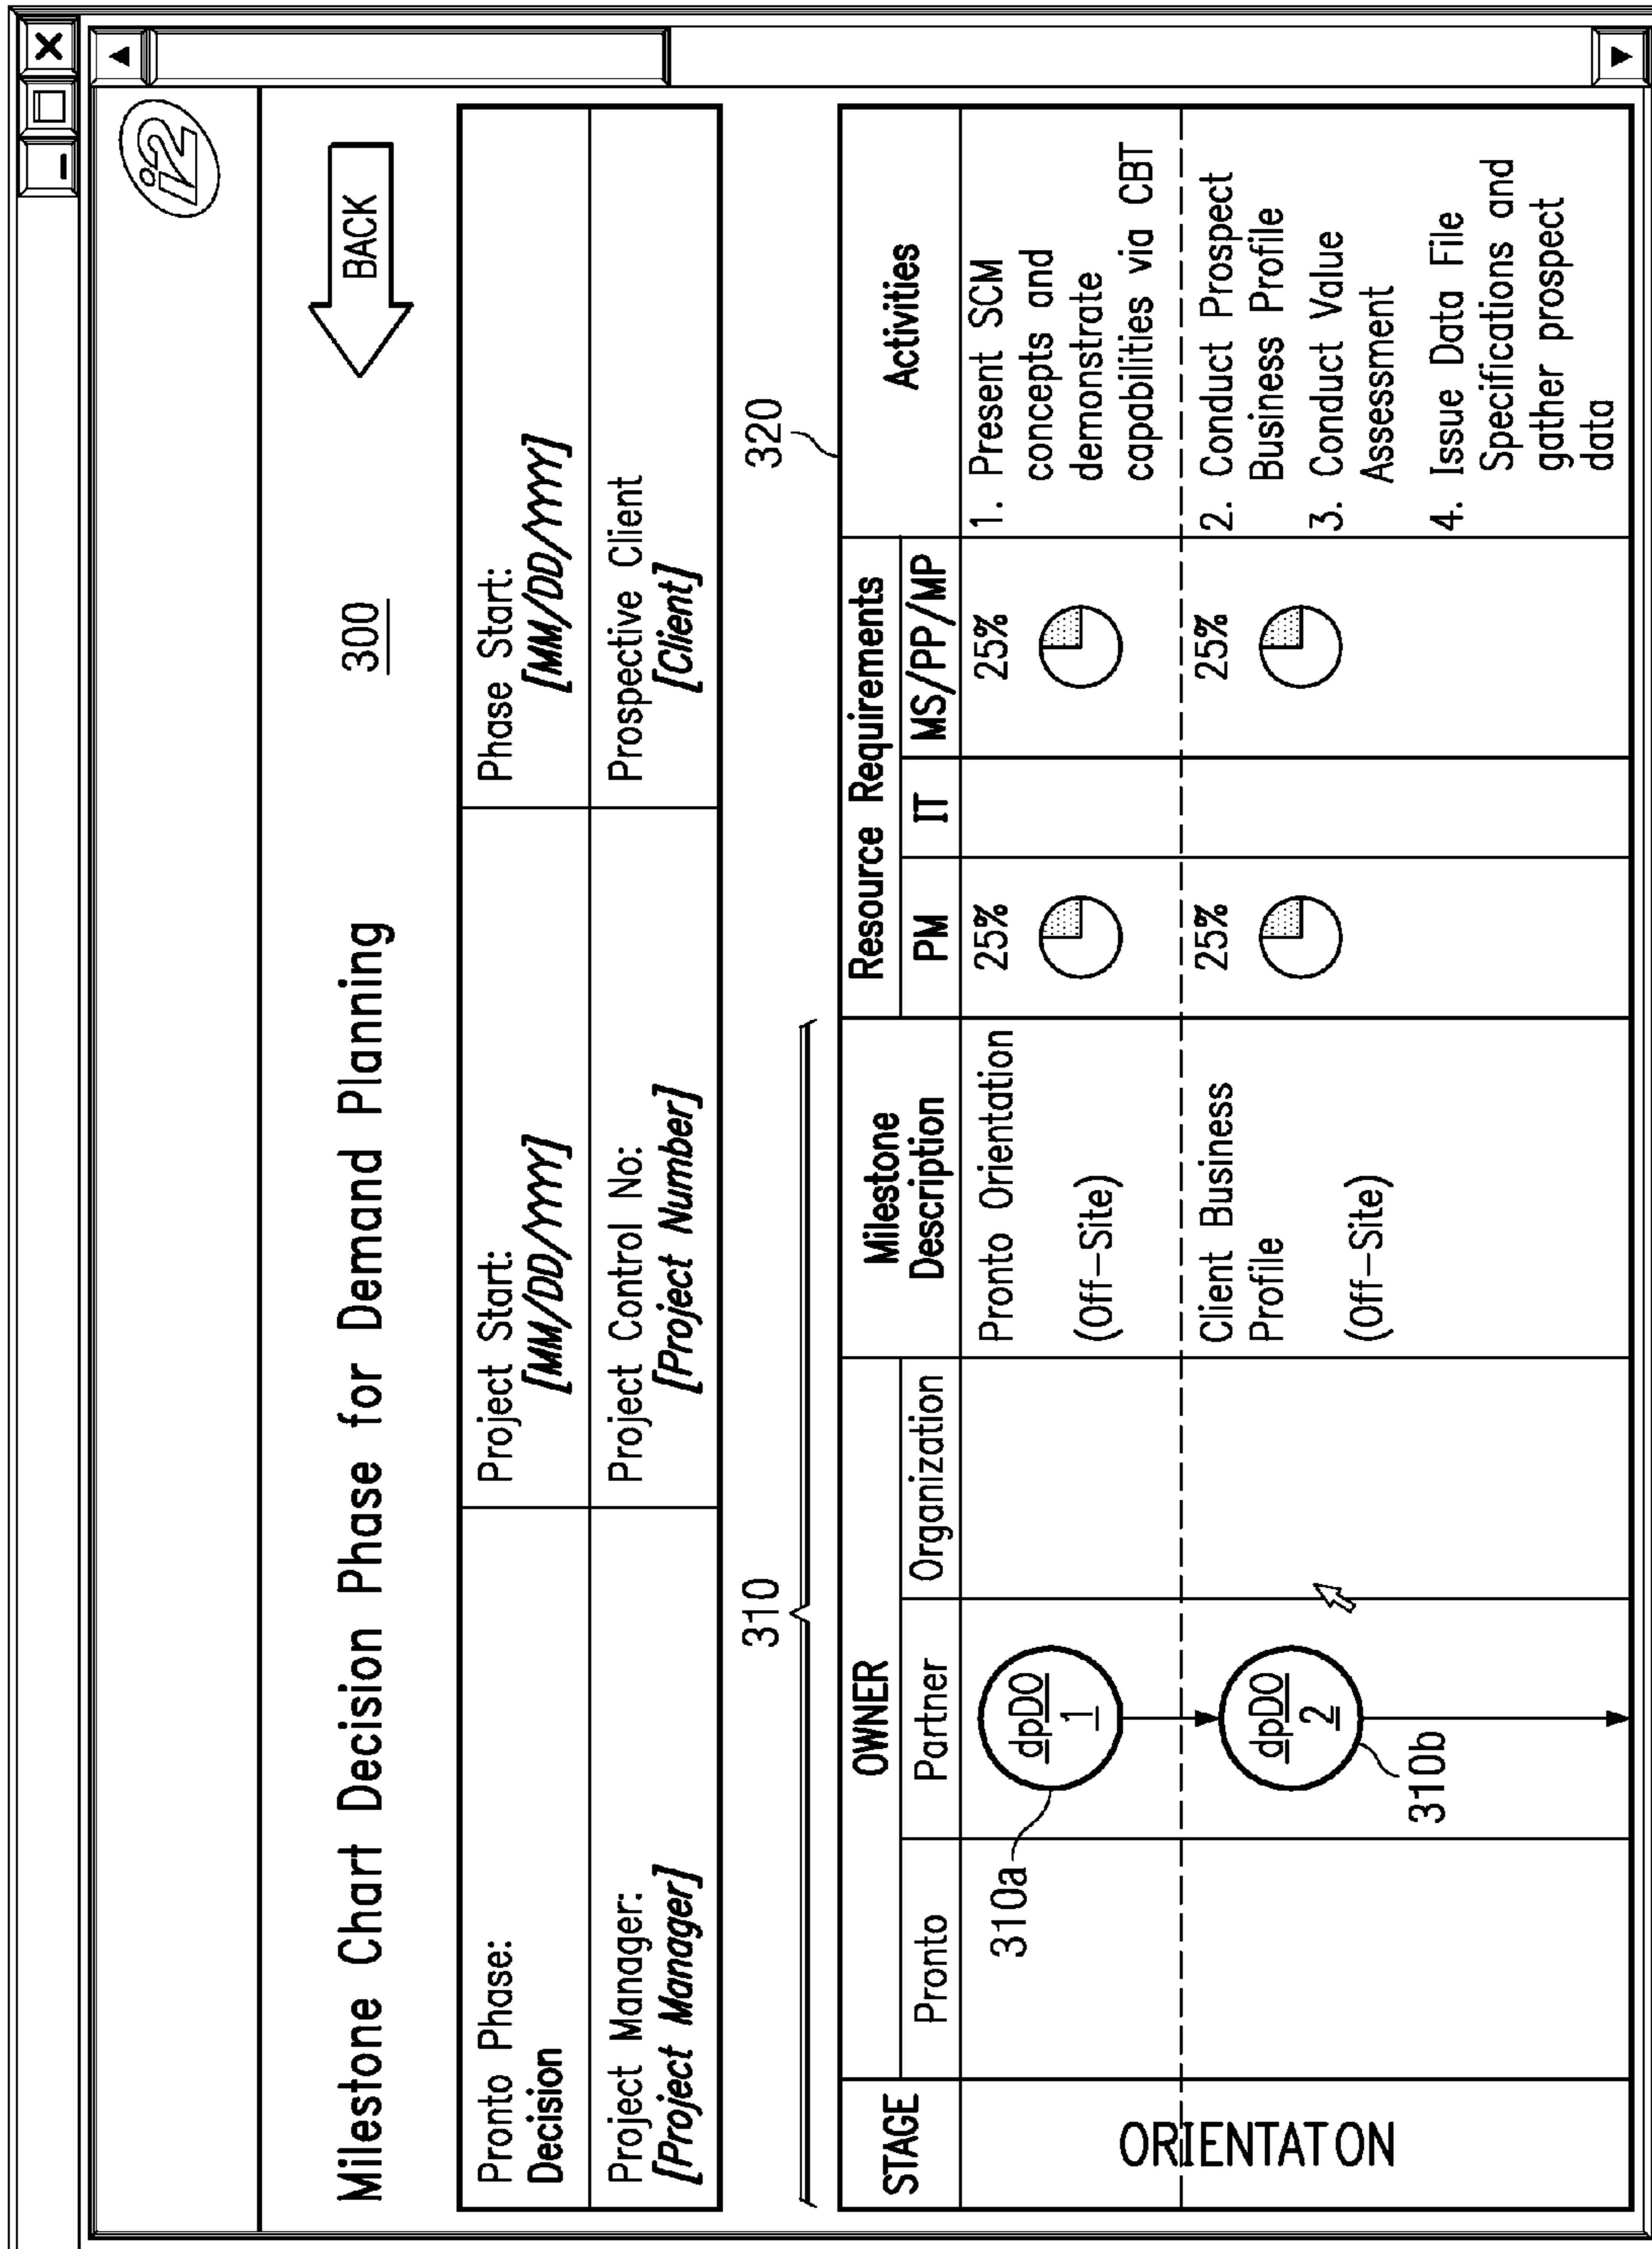 i2
Milestone Chart Decision Phase for Demand Planning
300
BACK
Pronto Phase:
Decision
Project Start:
[MM/DD/YYYY]
Phase Start:
[MM/DD/YYYY]
Project Manager:
[Project Manager]
Project Control No:
[Project Number]
Prospective Client
[Client]
310
320
STAGE
OWNER
Milestone
Description
Resource Requirements
Activities
Pronto
Partner
Organization
PM
IT
MS/PP/MP
ORIENTATON
310a
dpDO
1
Pronto Orientation
(Off-Site)
25%
25%
1. Present SCM
concepts and
demonstrate
capabilities via CBT
dpDO
2
310b
Client Business
Profile
(Off-Site)
25%
25%
2. Conduct Prospect
Business Profile
3. Conduct Value
Assessment
4. Issue Data File
Specifications and
gather prospect
data